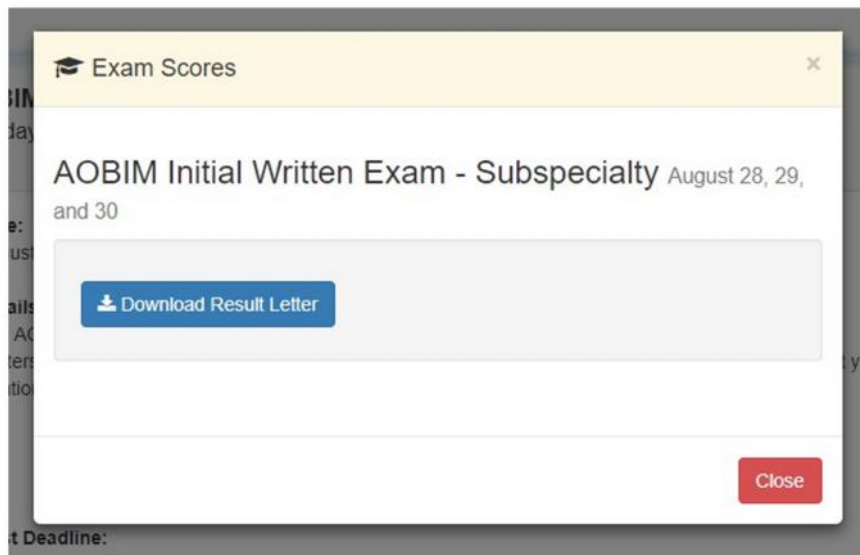 Exam Scores
×
AOBIM Initial Written Exam - Subspecialty August 28, 29,
and 30
Download Result Letter
Close
Deadline: